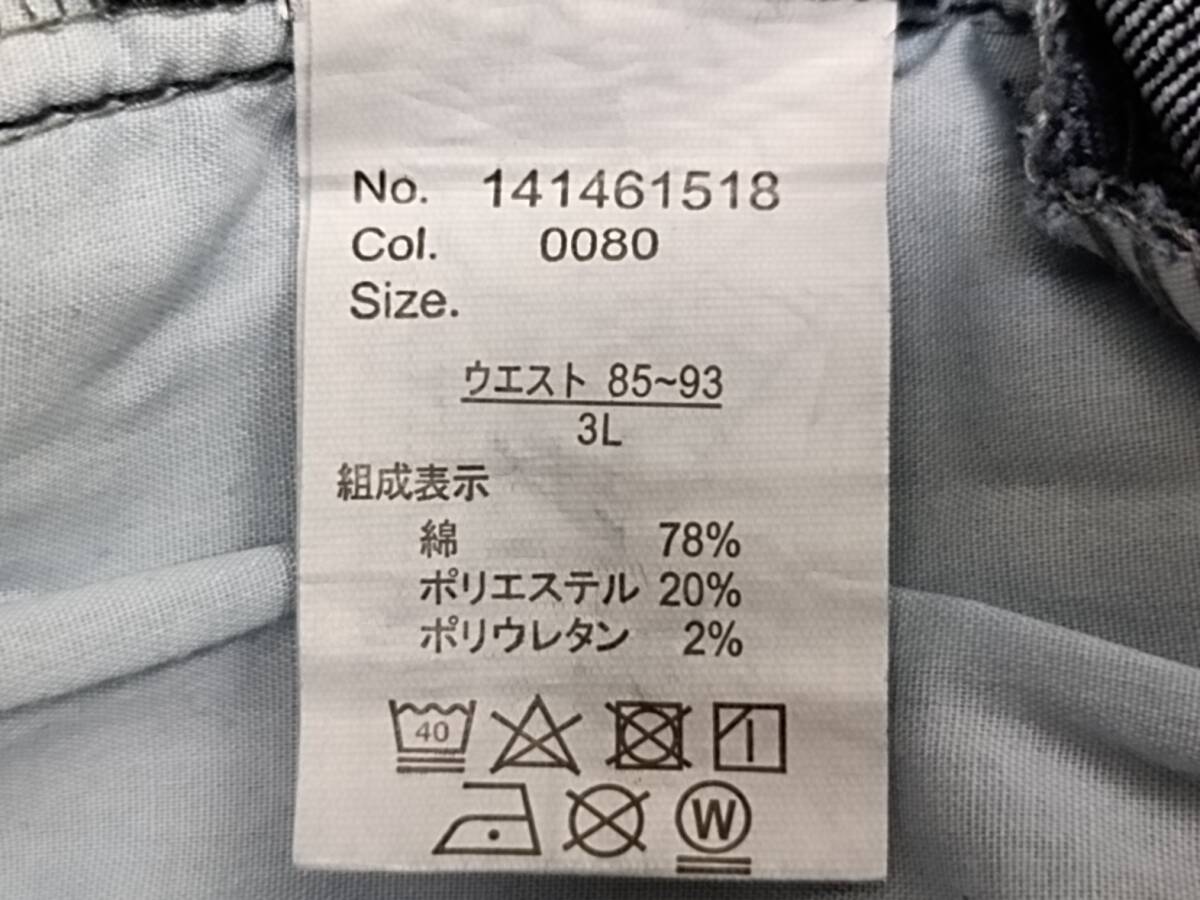 No. 141461518
Col. 0080
Size.
ウエスト 85~93
3L
組成表示
綿 78%
ポリエステル 20%
ポリウレタン 2%
40
W